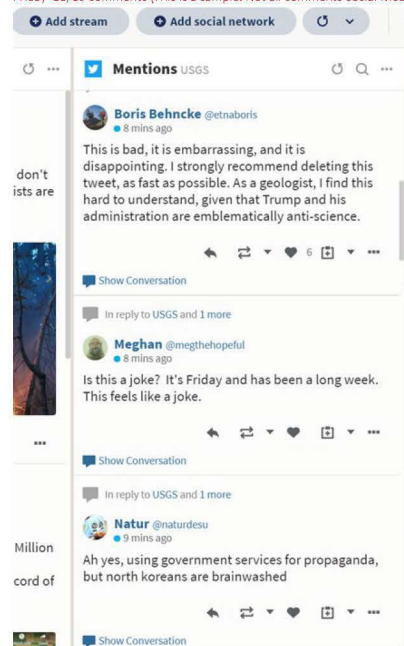 Add stream
Add social network
Mentions USGS
Boris Behncke @etnaboris
8 mins ago
This is bad, it is embarrassing, and it is
disappointing. I strongly recommend deleting this
tweet, as fast as possible. As a geologist, I find this
hard to understand, given that Trump and his
administration are emblematically anti-science.
6
Show Conversation
In reply to USGS and 1 more
Meghan @megthehopeful
8 mins ago
Is this a joke? It's Friday and has been a long week.
This feels like a joke.
Show Conversation
In reply to USGS and 1 more
Natur @naturdesu
9 mins ago
Ah yes, using government services for propaganda,
but north koreans are brainwashed
Show Conversation
don't
ists are
Million
cord of